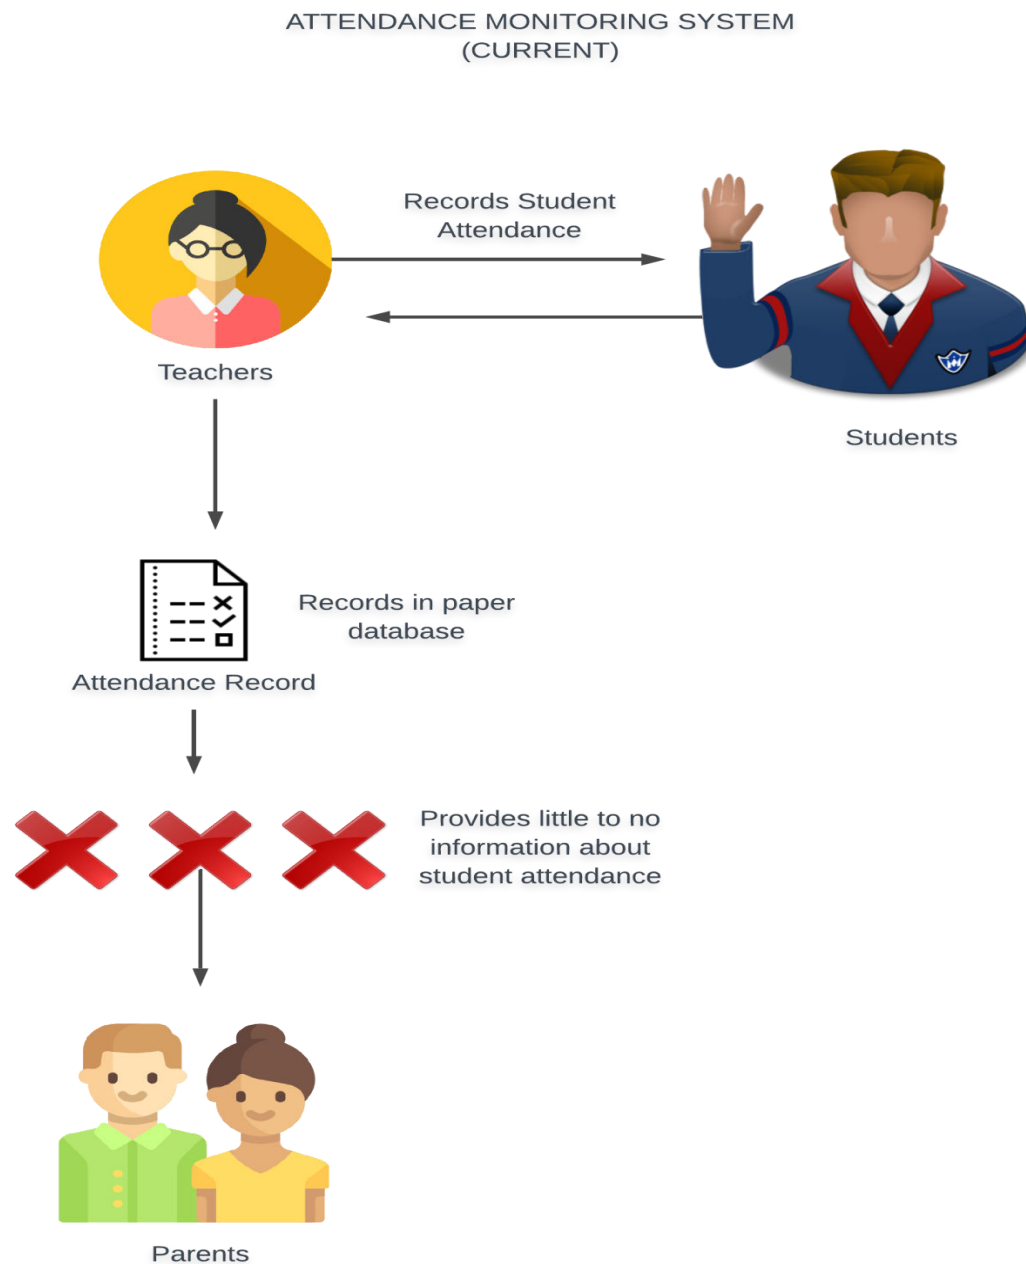 ATTENDANCE MONITORING SYSTEM
(CURRENT)
Records Student
Attendance
Teachers
Students
Records in paper
database
Attendance Record
Provides little to no
information about
student attendance
Parents